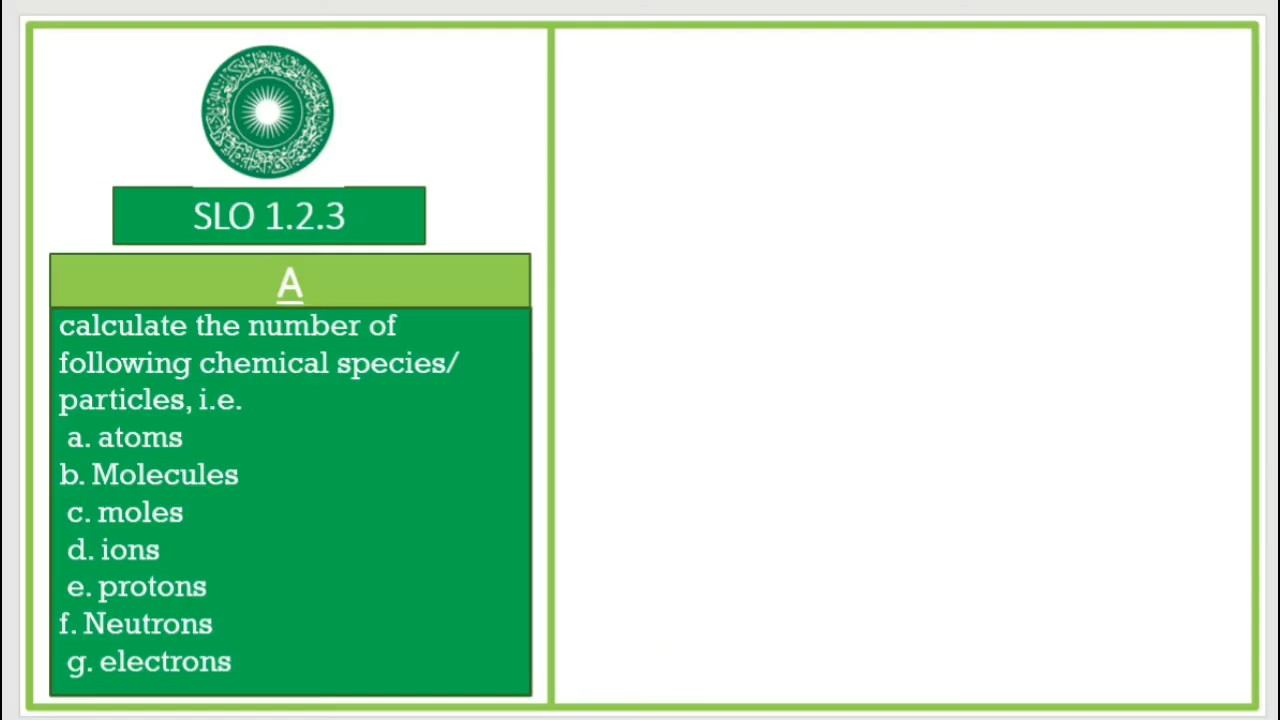 SLO 1.2.3
A
calculate the number of
following chemical species/
particles, i.e.
a. atoms
b. Molecules
c. moles
d. ions
e. protons
f. Neutrons
g. electrons